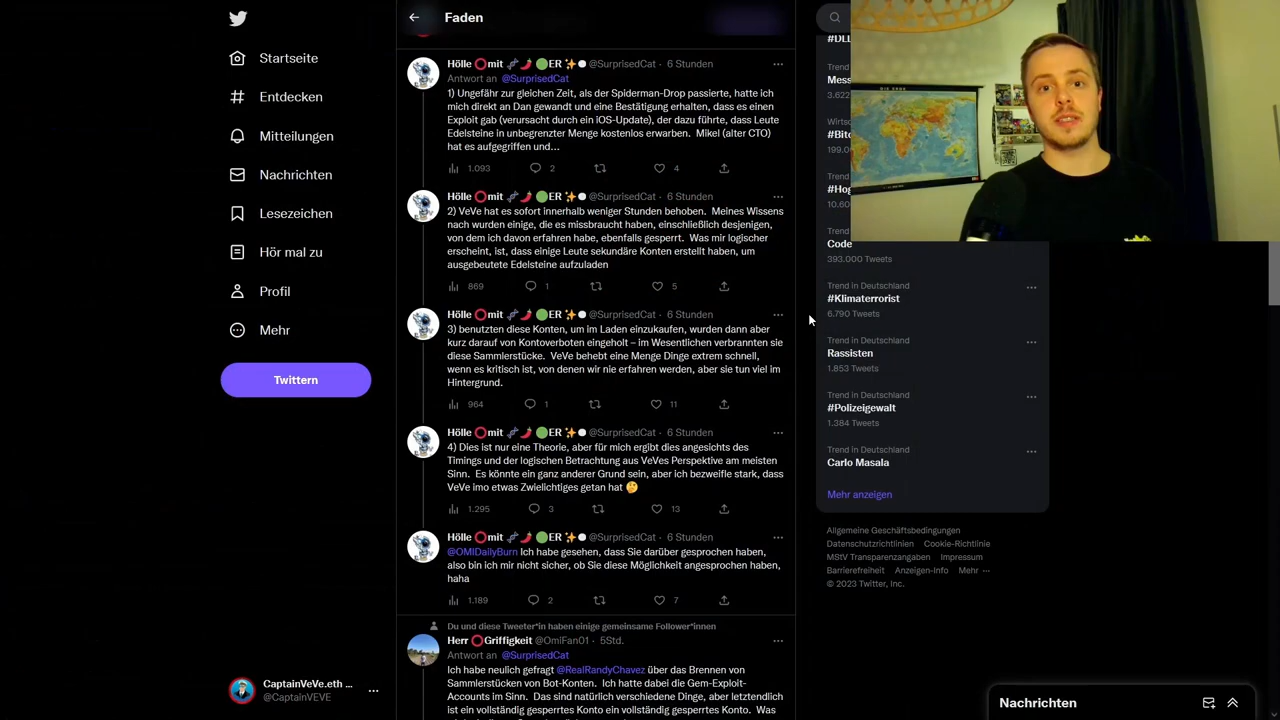 Startseite
Entdecken
Mitteilungen
Nachrichten
Lesezeichen
Hör mal zu
Profil
Mehr
Twittern
CaptainVeVe.eth ...
@CaptainVEVE
Faden
Hölle mit ER @SurprisedCat · 6 Stunden
Antwort an @SurprisedCat
1) Ungefähr zur gleichen Zeit, als der Spiderman-Drop passierte, hatte ich
mich direkt an Dan gewandt und eine Bestätigung erhalten, dass es einen
Exploit gab (verursacht durch ein iOS-Update), der dazu führte, dass Leute
Edelsteine in unbegrenzter Menge kostenlos erwarben. Mikel (alter CTO)
hat es aufgegriffen und...
1.093 2 4
Hölle mit ER @SurprisedCat · 6 Stunden
2) VeVe hat es sofort innerhalb weniger Stunden behoben. Meines Wissens
nach wurden einige, die es missbraucht haben, einschließlich desjenigen,
von dem ich davon erfahren habe, ebenfalls gesperrt. Was mir logischer
erscheint, ist, dass einige Leute sekundäre Konten erstellt haben, um
ausgebeutete Edelsteine aufzuladen
869 1 5
Hölle mit ER @SurprisedCat · 6 Stunden
3) benutzten diese Konten, um im Laden einzukaufen, wurden dann aber
kurz darauf von Kontoverboten eingeholt – im Wesentlichen verbrannten sie
diese Sammlerstücke. VeVe behebt eine Menge Dinge extrem schnell,
wenn es kritisch ist, von denen wir nie erfahren werden, aber sie tun viel im
Hintergrund.
964 1 11
Hölle mit ER @SurprisedCat · 6 Stunden
4) Dies ist nur eine Theorie, aber für mich ergibt dies angesichts des
Timings und der logischen Betrachtung aus VeVes Perspektive am meisten
Sinn. Es könnte ein ganz anderer Grund sein, aber ich bezweifle stark, dass
VeVe imo etwas Zwielichtiges getan hat 🤔
1.295 3 13
Hölle mit ER @SurprisedCat · 6 Stunden
@OMIDailyBurn Ich habe gesehen, dass Sie darüber gesprochen haben,
also bin ich mir nicht sicher, ob Sie diese Möglichkeit angesprochen haben,
haha
1.189 2 7
Du und diese Tweeter*in haben einige gemeinsame Follower*innen
Herr Griffigkeit @OmiFan01 · 5Std.
Antwort an @SurprisedCat
Ich habe neulich gefragt @RealRandyChavez über das Brennen von
Sammlerstücken von Bot-Konten. Ich hatte dabei die Gem-Exploit-
Accounts im Sinn. Das sind natürlich verschiedene Dinge, aber letztendlich
ist ein vollständig gesperrtes Konto ein vollständig gesperrtes Konto. Was
#DLL
Trend
Mess
3.622
Wirts
#Bitc
199.0
Trend
#Hog
10.60
Trend
Code
393.000 Tweets
Trend in Deutschland
#Klimaterrorist
6.790 Tweets
Trend in Deutschland
Rassisten
1.853 Tweets
Trend in Deutschland
#Polizeigewalt
1.384 Tweets
Trend in Deutschland
Carlo Masala
Mehr anzeigen
Allgemeine Geschäftsbedingungen
Datenschutzrichtlinien Cookie-Richtlinie
MStV Transparenzangaben Impressum
Barrierefreiheit Anzeigen-Info Mehr ...
© 2023 Twitter, Inc.
DIE ERDE
Nachrichten